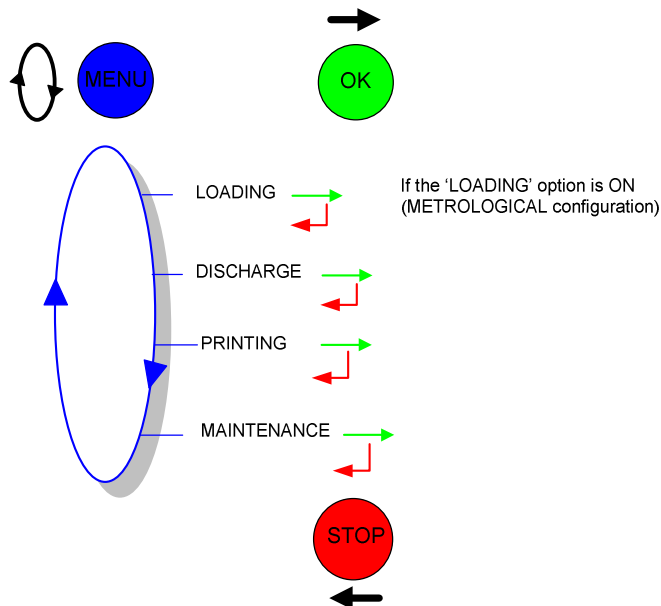 MENU
OK
LOADING
If the ‘LOADING’ option is ON
(METROLOGICAL configuration)
DISCHARGE
PRINTING
MAINTENANCE
STOP